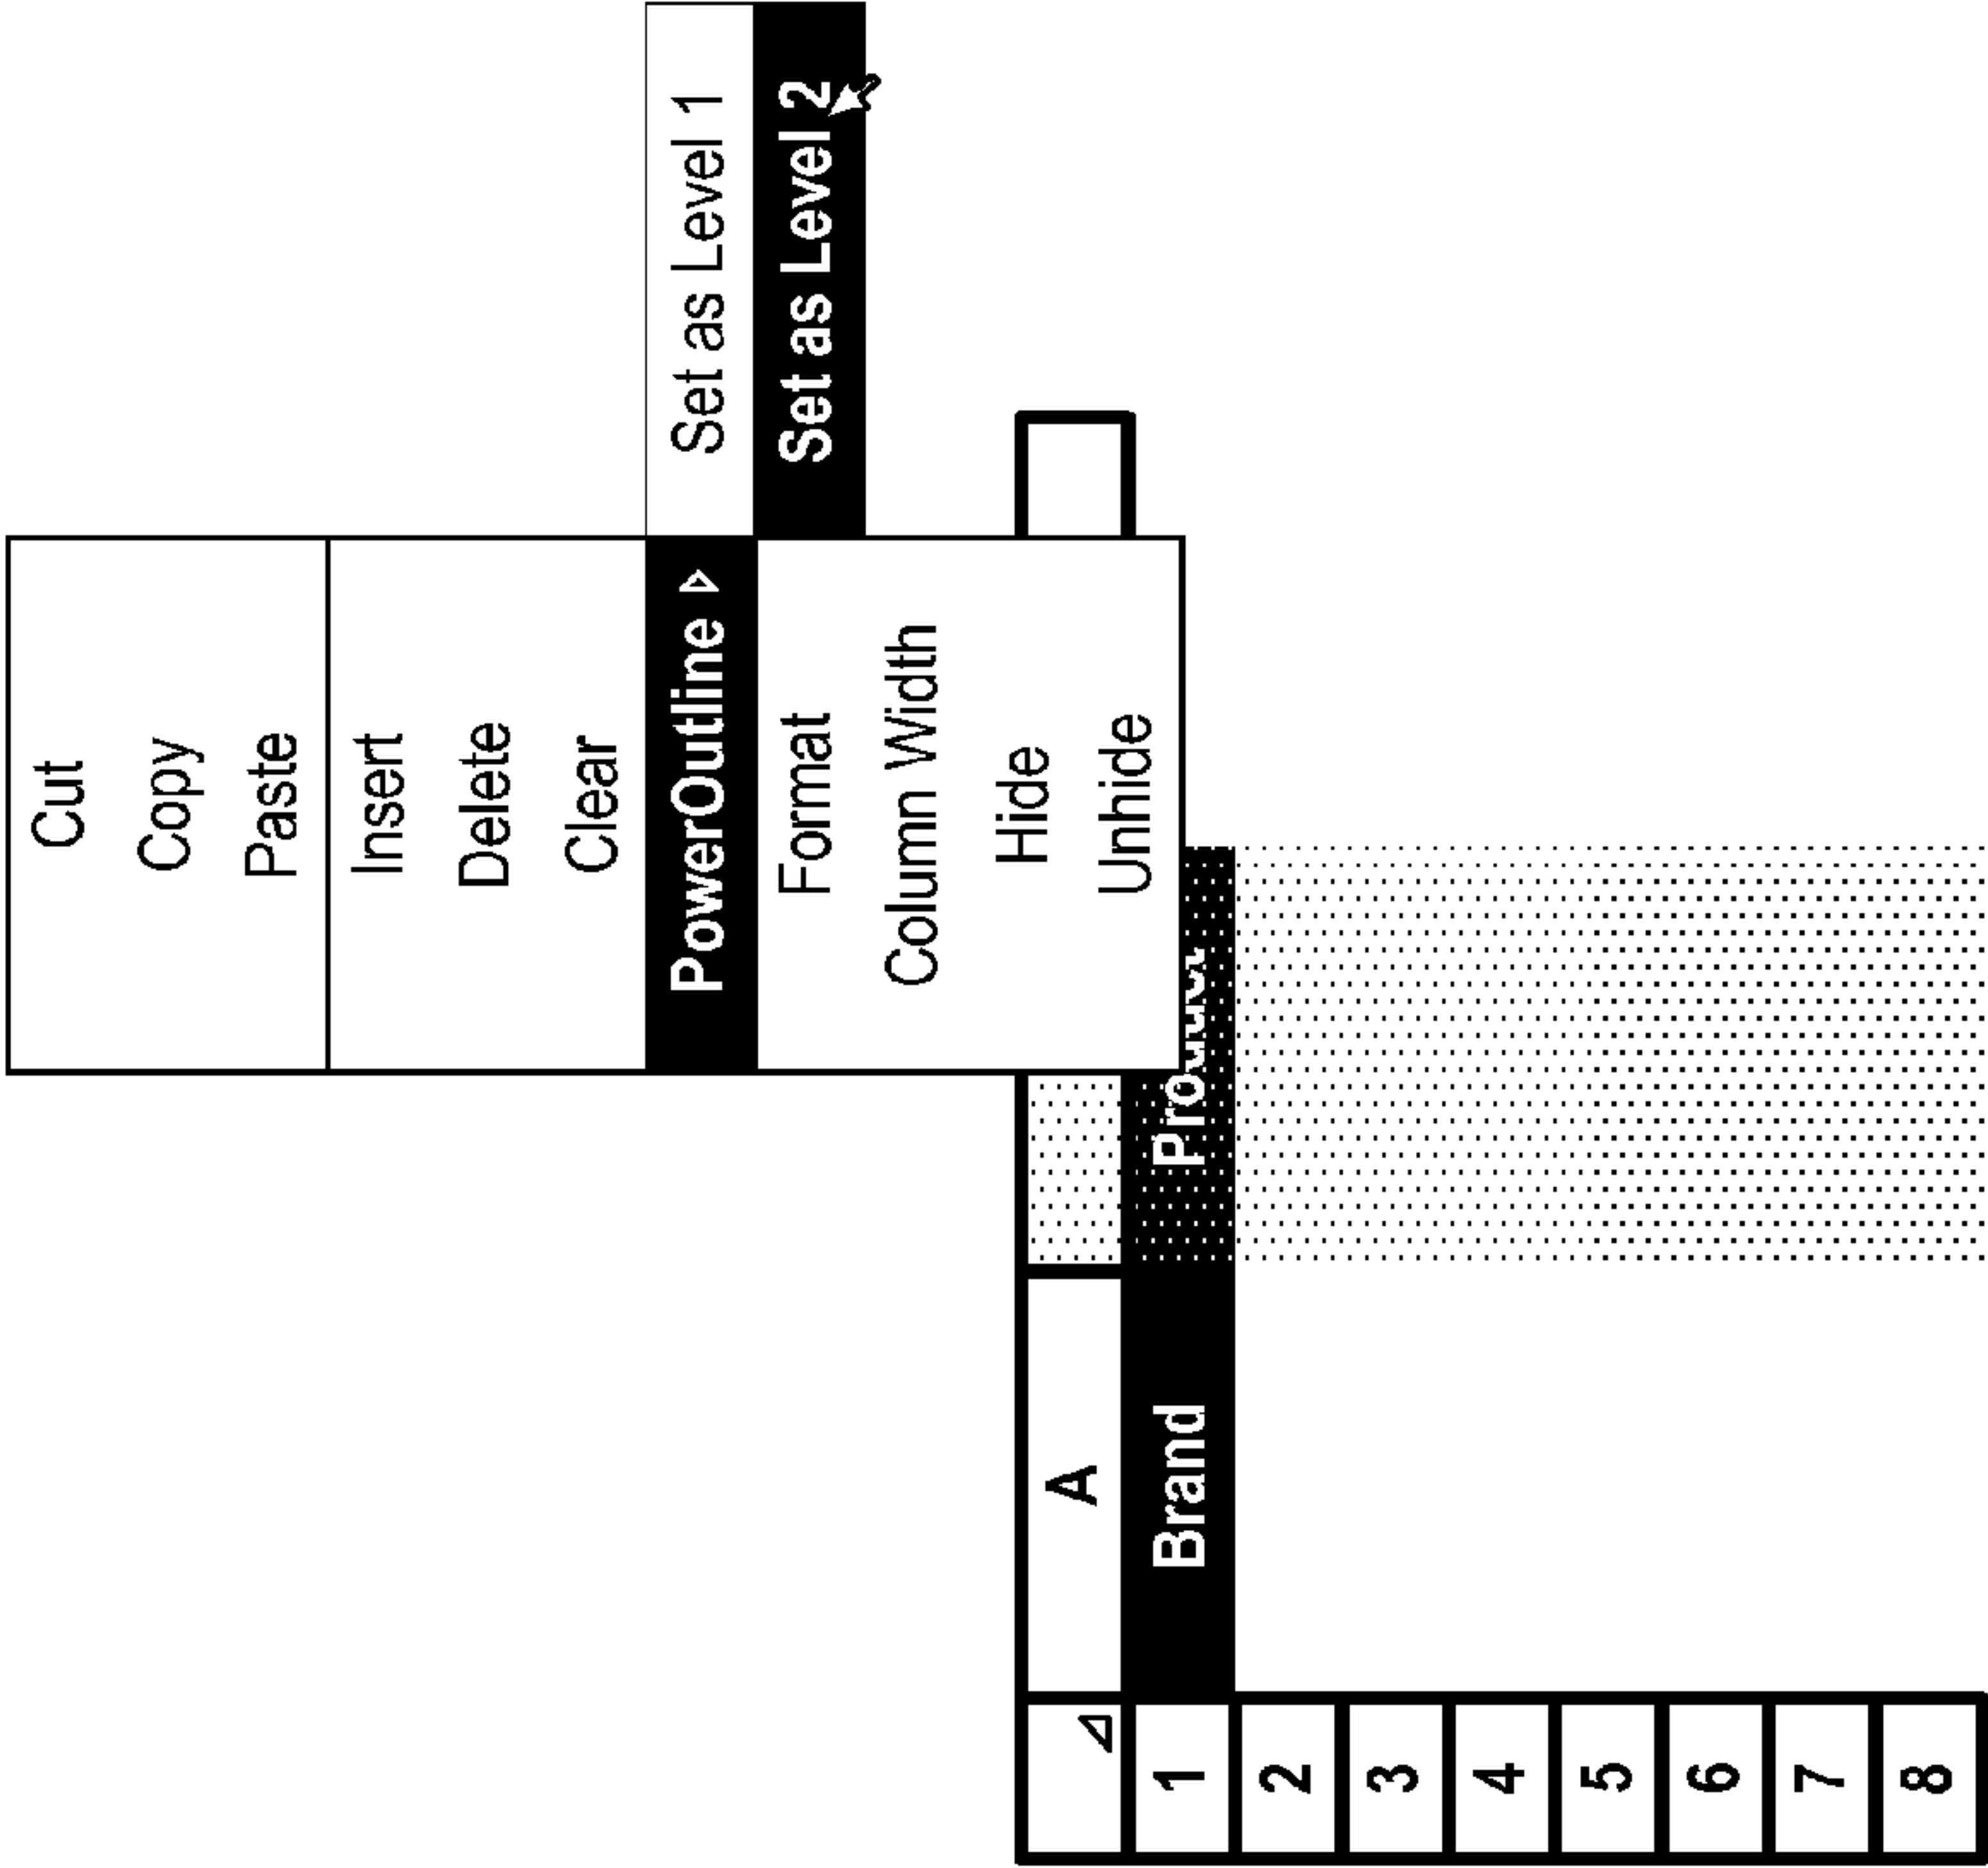 Cut
Copy
Paste
Insert
Delete
Clear
PowerOutline
Set as Level 1
Format
Set as Level 2
Column Width
Hide
A
Unhide
1 Brand Product
2
3
4
5
6
7
8